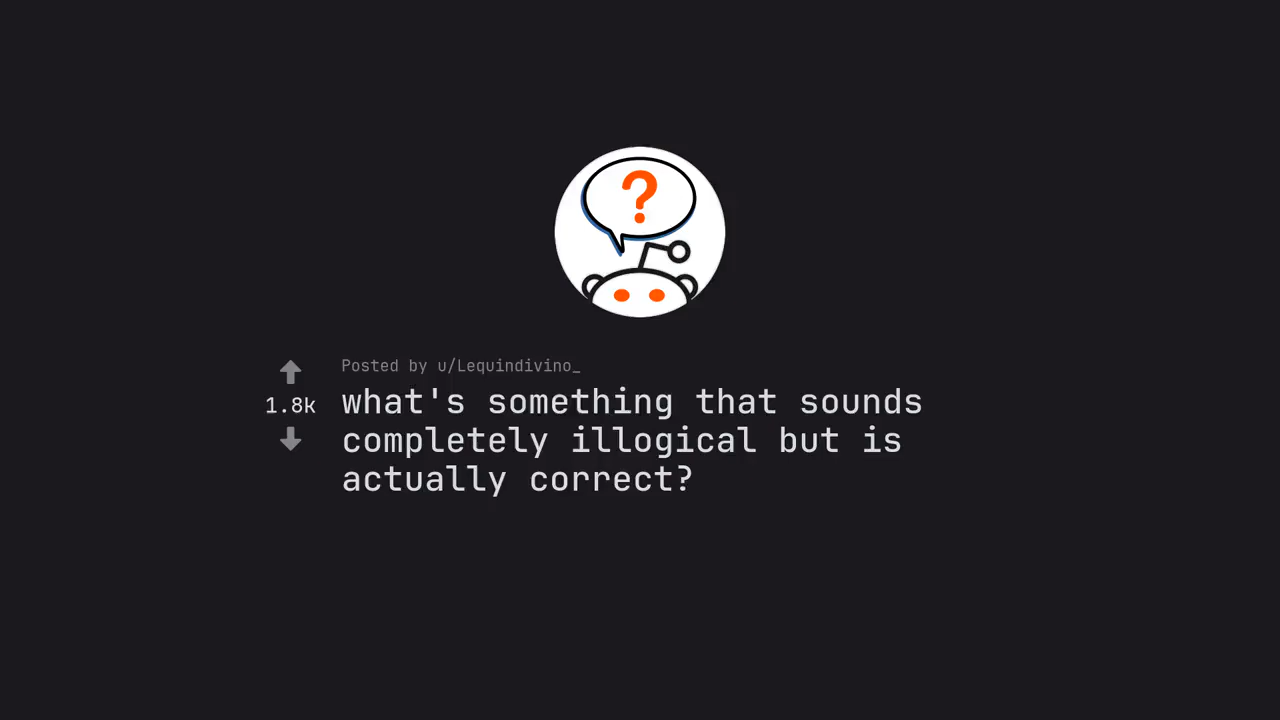 ?
Posted by u/Lequindivino_
1.8k
what's something that sounds
completely illogical but is
actually correct?